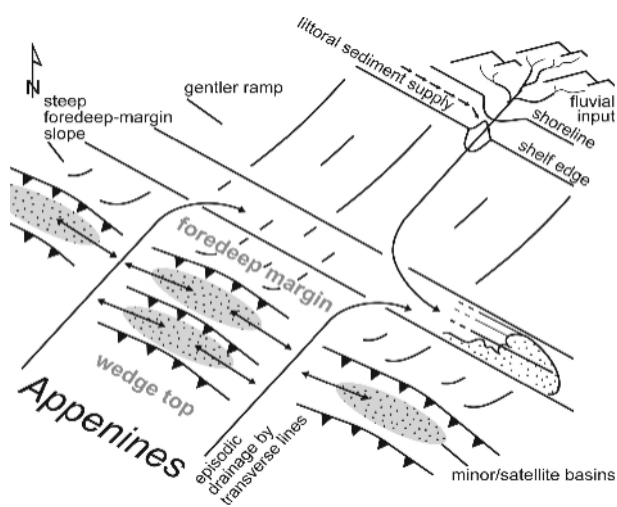 littoral sediment supply
fluvial
input
shoreline
shelf edge
N
gentler ramp
steep
foredeep-margin
slope
foredeep margin
wedge top
Appenines
episodic
drainage by
transverse lines
minor/satellite basins